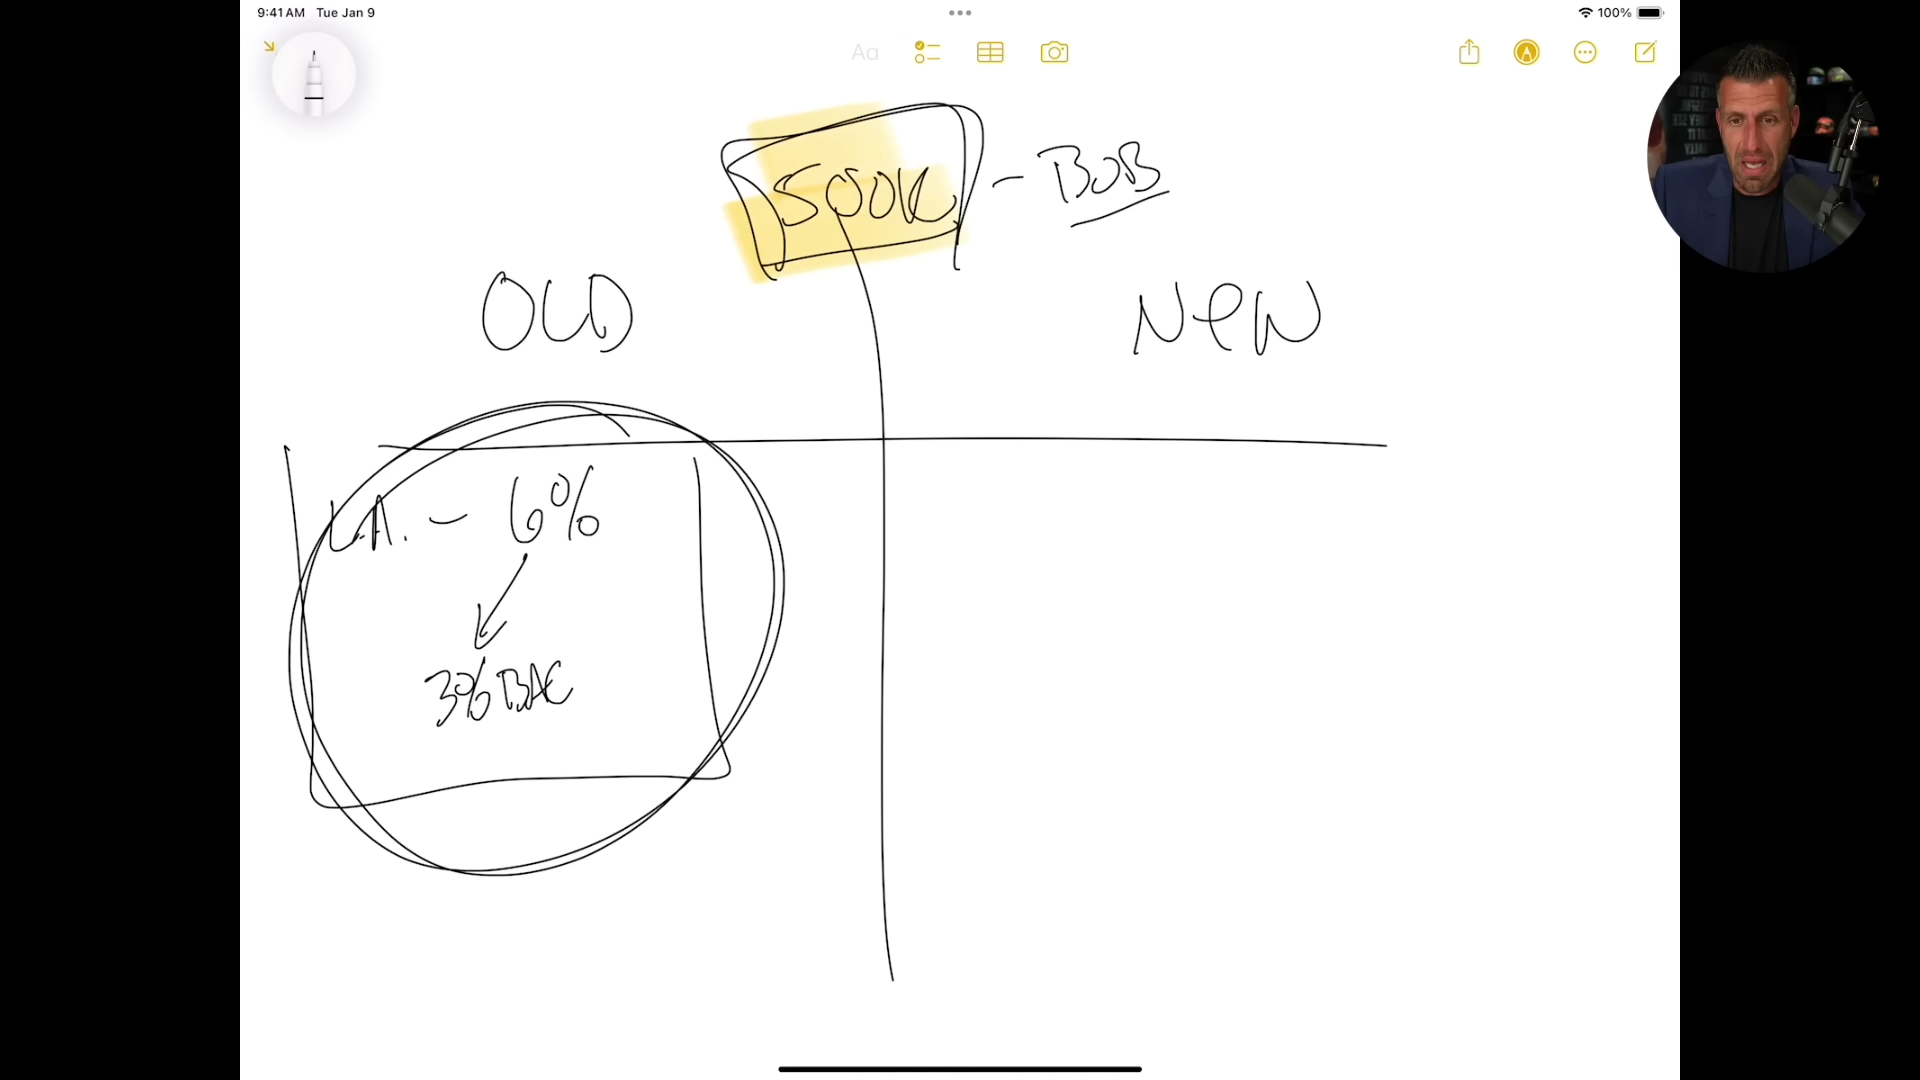 9:41 AM Tue Jan 9
100%
Aa
500K - BOB
OLD
NEW
L.A. - 6%
3% BAC